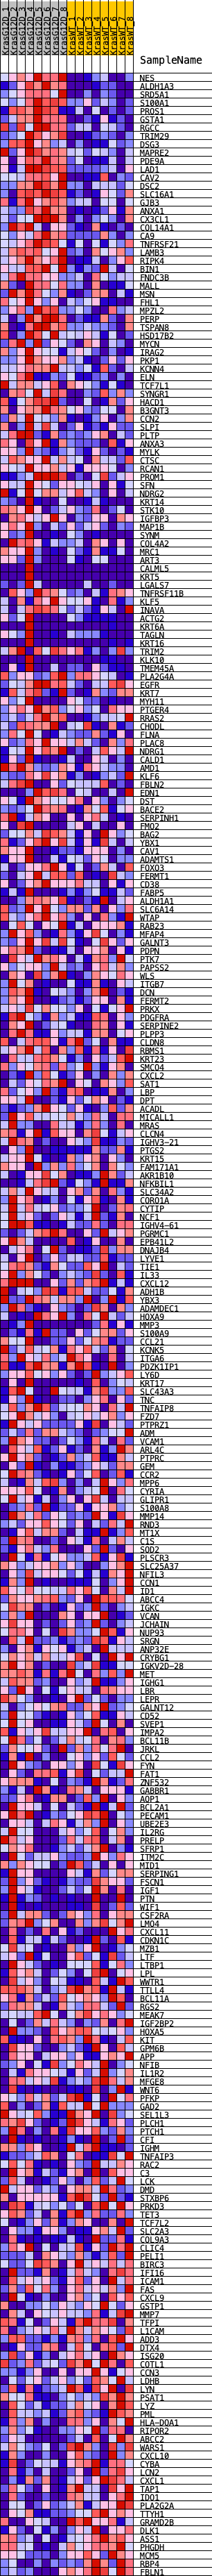 KrasG12D_1
KrasG12D_2
KrasG12D_3
KrasG12D_4
KrasG12D_5
KrasG12D_6
KrasG12D_7
KrasG12D_8
KrasWT_1
KrasWT_2
KrasWT_3
KrasWT_4
KrasWT_5
KrasWT_6
KrasWT_7
KrasWT_8
SampleName
NES
ALDH1A3
SRD5A1
S100A1
PROS1
GSTA1
RGCC
TRIM29
DSG3
MAPRE2
PDE9A
LAD1
CAV2
DSC2
SLC16A1
GJB3
ANXA1
CX3CL1
COL14A1
CA9
TNFRSF21
LAMB3
RIPK4
BIN1
FNDC3B
MALL
MSN
FHL1
MPZL2
PERP
TSPAN8
HSD17B2
MYCN
IRAG2
PKP1
KCNN4
ELN
TCF7L1
SYNGR1
HACD1
B3GNT3
CCN2
SLPI
PLTP
ANXA3
MYLK
CTSC
RCAN1
PROM1
SFN
NDRG2
KRT14
STK10
IGFBP3
MAP1B
SYNM
COL4A2
MRC1
ART3
CALML5
KRT5
LGALS7
TNFRSF11B
KLF5
INAVA
ACTG2
KRT6A
TAGLN
KRT16
TRIM2
KLK10
TMEM45A
PLA2G4A
EGFR
KRT7
MYH11
PTGER4
RRAS2
CHODL
FLNA
PLAC8
NDRG1
CALD1
AMD1
KLF6
FBLN2
EDN1
DST
BACE2
SERPINH1
FMO2
BAG2
YBX1
CAV1
ADAMTS1
FOXO3
FERMT1
CD38
FABP5
ALDH1A1
SLC6A14
WTAP
RAB23
MFAP4
GALNT3
PDPN
PTK7
PAPSS2
WLS
ITGB7
DCN
FERMT2
PRKX
PDGFRA
SERPINE2
PLPP3
CLDN8
RBMS1
KRT23
SMCO4
CXCL2
SAT1
LBP
DPT
ACADL
MICALL1
MRAS
CLCN4
IGHV3-21
PTGS2
KRT15
FAM171A1
AKR1B10
NFKBIL1
SLC34A2
CORO1A
CYTIP
NCF1
IGHV4-61
PGRMC1
EPB41L2
DNAJB4
LYVE1
TIE1
IL33
CXCL12
ADH1B
YBX3
ADAMDEC1
HOXA9
MMP3
S100A9
CCL21
KCNK5
ITGA6
PDZK1IP1
LY6D
KRT17
SLC43A3
TNC
TNFAIP8
FZD7
PTPRZ1
ADM
VCAM1
ARL4C
PTPRC
GEM
CCR2
MPP6
CYRIA
GLIPR1
S100A8
MMP14
RND3
MT1X
C1S
SOD2
PLSCR3
SLC25A37
NFIL3
CCN1
ID1
ABCC4
IGKC
VCAN
JCHAIN
NUP93
SRGN
ANP32E
CRYBG1
IGKV2D-28
MET
IGHG1
LBR
LEPR
GALNT12
CD52
SVEP1
IMPA2
BCL11B
JRKL
CCL2
FYN
FAT1
ZNF532
GABBR1
AOP1
BCL2A1
PECAM1
UBE2E3
IL2RG
PRELP
SFRP1
ITM2C
MID1
SERPING1
FSCN1
IGF1
PTN
WIF1
CSF2RA
LMO4
CXCL11
CDKN1C
MZB1
LTF
LTBP1
LPL
WWTR1
TTLL4
BCL11A
RGS2
MEAK7
IGF2BP2
HOXA5
KIT
GPM6B
APP
NFIB
IL1R2
MFGE8
WNT6
PFKP
GAD2
SEL1L3
PLCH1
PTCH1
CFI
IGHM
TNFAIP3
RAC2
C3
LCK
DMD
STXBP6
PRKD3
TET3
TCF7L2
SLC2A3
COL9A3
CLIC4
PELI1
BIRC3
IFI16
ICAM1
FAS
CXCL9
GSTP1
MMP7
TFPI
L1CAM
ADD3
DTX4
ISG20
COTL1
CCN3
LDHB
LYN
PSAT1
LYZ
PML
HLA-DOA1
RIPOR2
ABCC2
WARS1
CXCL10
CYBA
LCN2
CXCL1
TAP1
IDO1
PLA2G2A
TTYH1
GRAMD2B
DLK1
ASS1
PHGDH
MCM5
RBP4
FBLN1